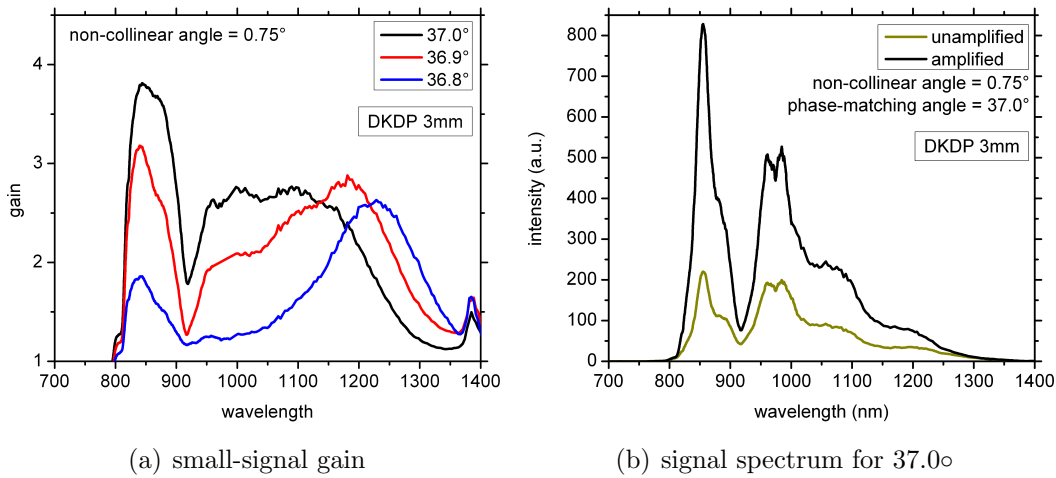 non-collinear angle = 0.75°
37.0°
36.9°
36.8°
DKDP 3mm
gain
4
3
2
1
700 800 900 1000 1100 1200 1300 1400
wavelength
unamplified
amplified
non-collinear angle = 0.75°
phase-matching angle = 37.0°
DKDP 3mm
intensity (a.u.)
800
700
600
500
400
300
200
100
0
700 800 900 1000 1100 1200 1300 1400
wavelength (nm)
(a) small-signal gain
(b) signal spectrum for 37.0○